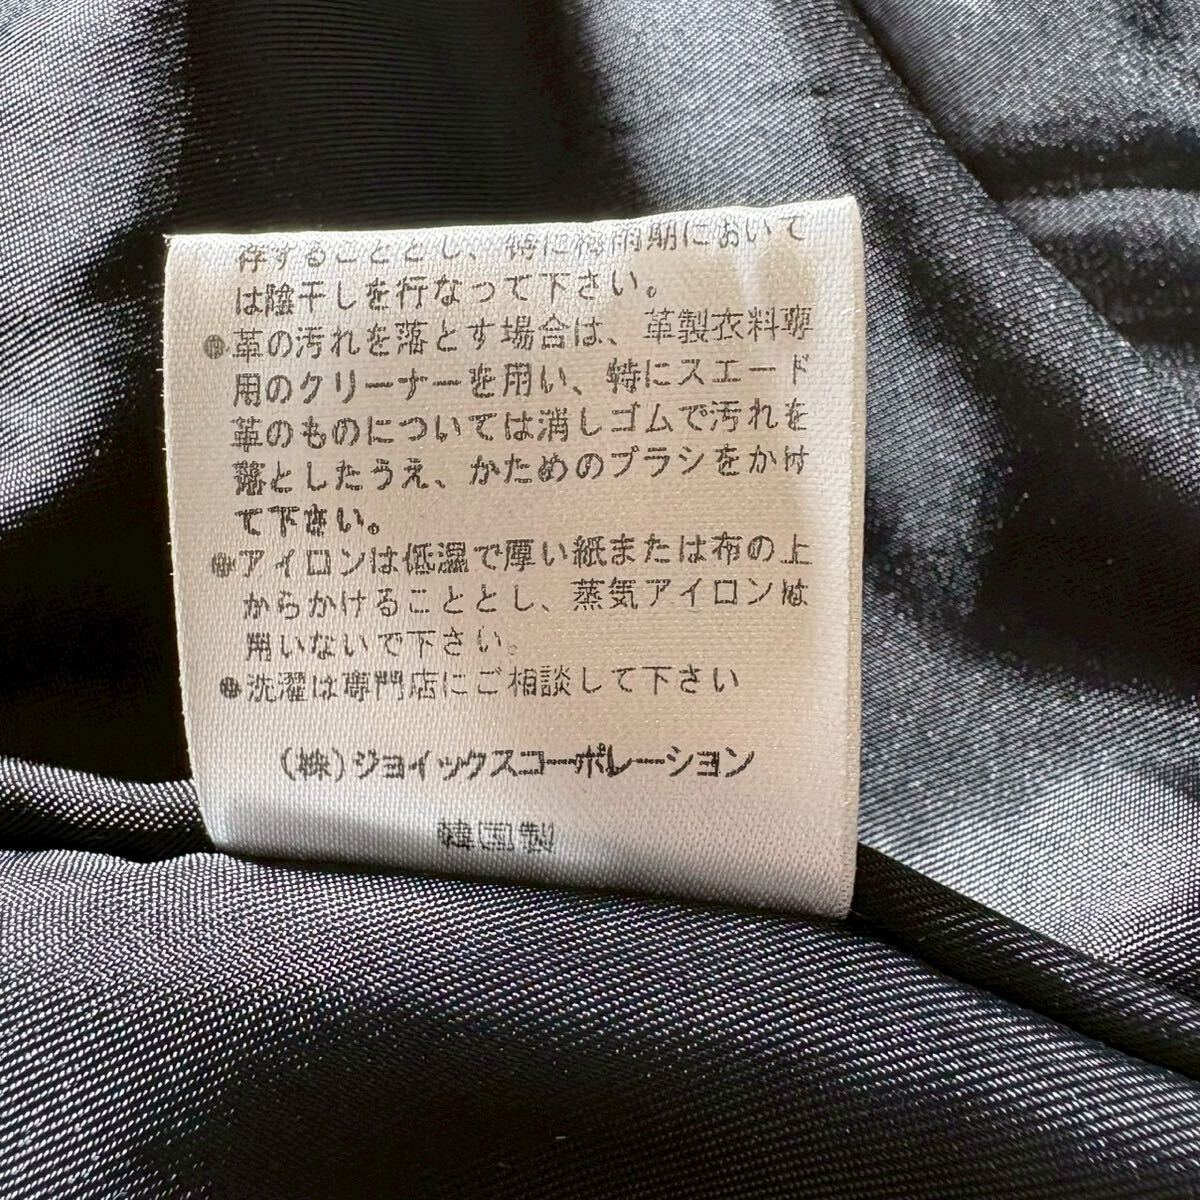 存することとし、特に梅雨期において
は陰干しを行なって下さい。
●革の汚れを落とす場合は、革製衣料専
用のクリーナーを用い、特にスエード
革のものについては消しゴムで汚れを
落としたうえ、かためのブラシをかけ
て下さい。
●アイロンは低温で厚い紙または布の上
からかけることとし、蒸気アイロンは
用いないで下さい。
●洗濯は専門店にご相談して下さい
(株)ジョイックスコーポレーション
韓国製